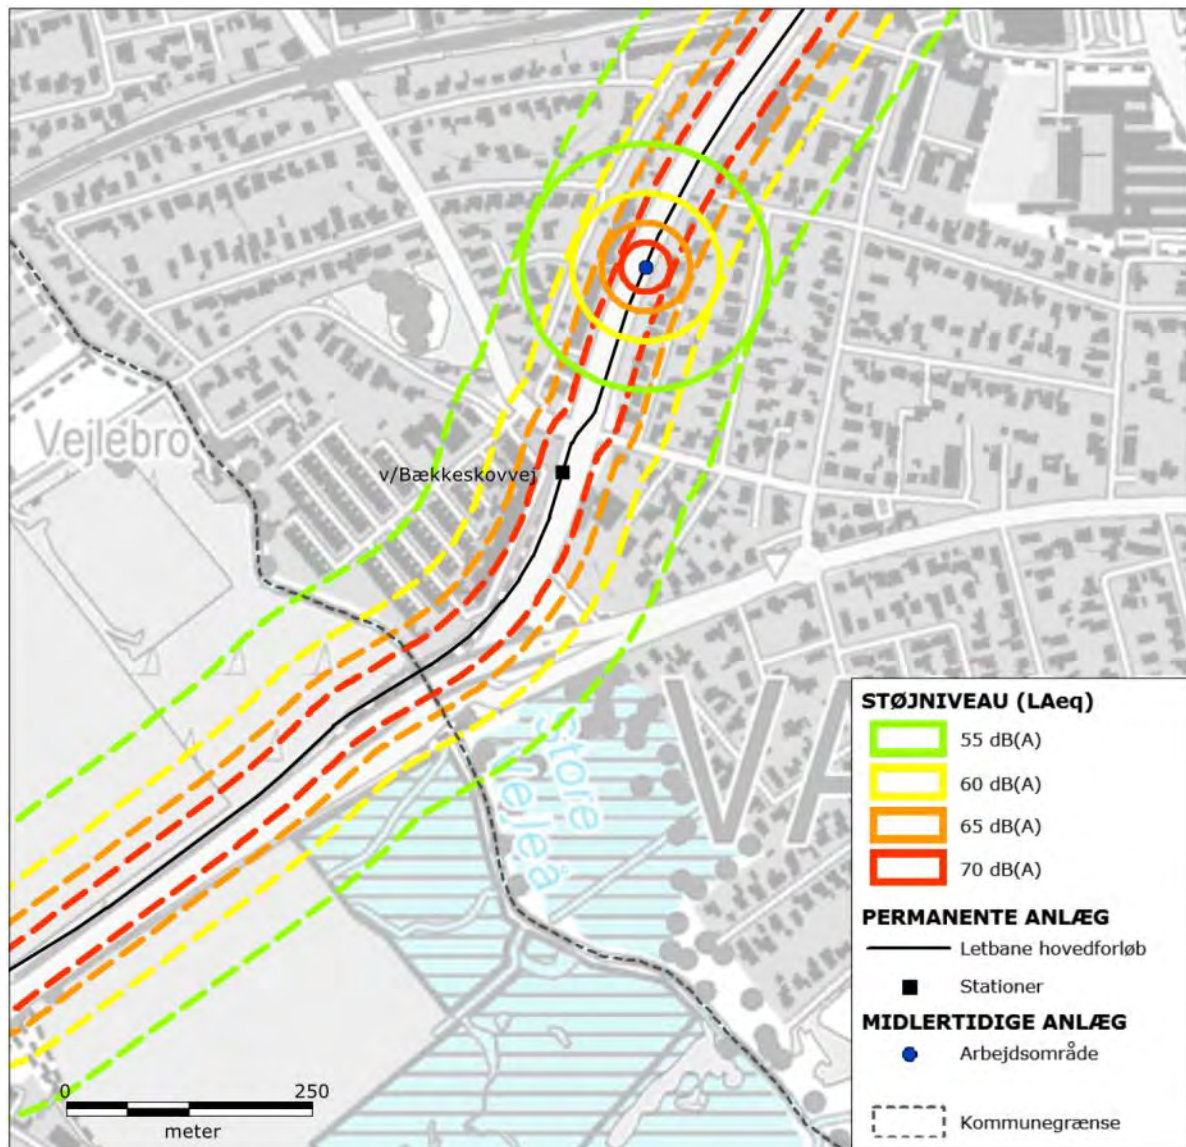 Vejlebro
v/Bækkeskovvej
Store
Vejleå
VA
STØJNIVEAU (LAeq)
55 dB(A)
60 dB(A)
65 dB(A)
70 dB(A)
PERMANENTE ANLÆG
Letbane hovedforløb
Stationer
MIDLERTIDIGE ANLÆG
Arbejdsområde
Kommunegrænse
0 250
meter